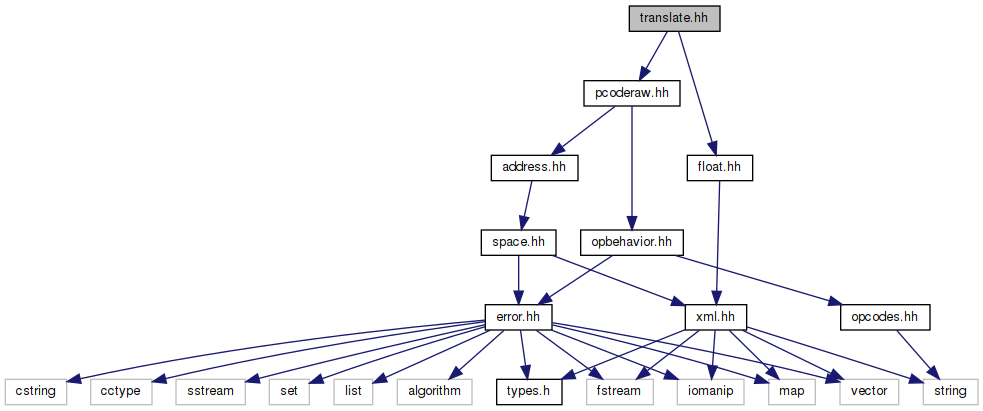 translate.hh
pcoderaw.hh
address.hh
float.hh
space.hh
opbehavior.hh
error.hh
xml.hh
opcodes.hh
cstring
cctype
sstream
set
list
algorithm
types.h
fstream
iomanip
map
vector
string